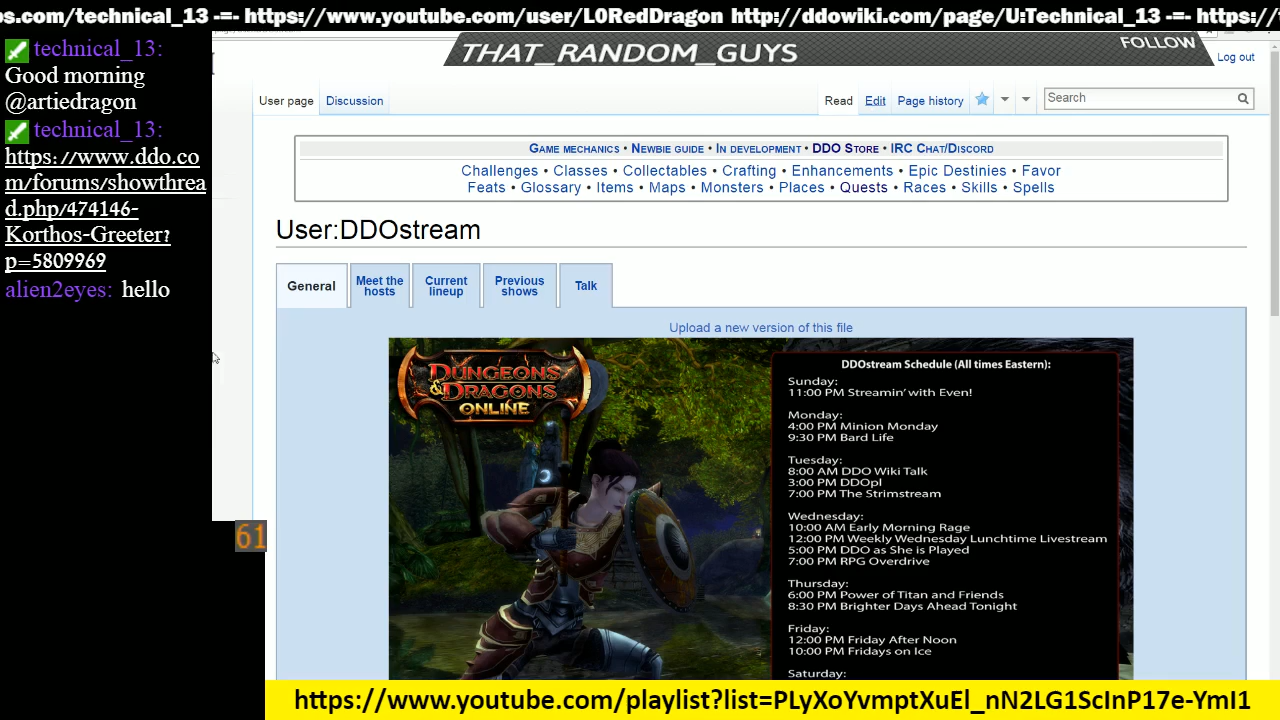 s.com/technical_13 -=- https://www.youtube.com/user/L0RedDragon http://ddowiki.com/page/U:Technical_13 -=- https://
THAT_RANDOM_GUYS
FOLLOW
Log out
technical_13:
Good morning
@artiedragon
technical_13:
https://www.ddo.co
m/forums/showthrea
d.php/474146-
Korthos-Greeter?
p=5809969
alien2eyes: hello
User page
Discussion
Read
Edit
Page history
Search
Game mechanics • Newbie guide • In development • DDO Store • IRC Chat/Discord
Challenges • Classes • Collectables • Crafting • Enhancements • Epic Destinies • Favor
Feats • Glossary • Items • Maps • Monsters • Places • Quests • Races • Skills • Spells
User:DDOstream
General
Meet the
hosts
Current
lineup
Previous
shows
Talk
Upload a new version of this file
DUNGEONS
& DRAGONS
ONLINE
DDOstream Schedule (All times Eastern):
Sunday:
11:00 PM Streamin' with Even!
Monday:
4:00 PM Minion Monday
9:30 PM Bard Life
Tuesday:
8:00 AM DDO Wiki Talk
3:00 PM DDOpl
7:00 PM The Strimstream
Wednesday:
10:00 AM Early Morning Rage
12:00 PM Weekly Wednesday Lunchtime Livestream
5:00 PM DDO as She is Played
7:00 PM RPG Overdrive
Thursday:
6:00 PM Power of Titan and Friends
8:30 PM Brighter Days Ahead Tonight
Friday:
12:00 PM Friday After Noon
10:00 PM Fridays on Ice
Saturday:
61
https://www.youtube.com/playlist?list=PLyXoYvmptXuEl_nN2LG1ScInP17e-YmI1